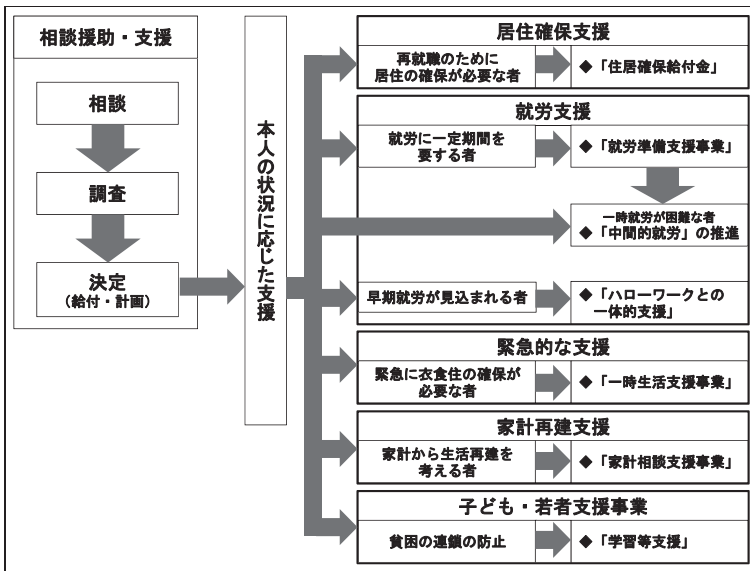 相談援助・支援
相談
調査
決定
(給付・計画)
本人の状況に応じた支援
居住確保支援
再就職のために
居住の確保が必要な者
◆「住居確保給付金」
就労支援
就労に一定期間を
要する者
◆「就労準備支援事業」
一時就労が困難な者
◆「中間的就労」の推進
早期就労が見込まれる者
◆「ハローワークとの
一体的支援」
緊急的な支援
緊急に衣食住の確保が
必要な者
◆「一時生活支援事業」
家計再建支援
家計から生活再建を
考える者
◆「家計相談支援事業」
子ども・若者支援事業
貧困の連鎖の防止
◆「学習等支援」